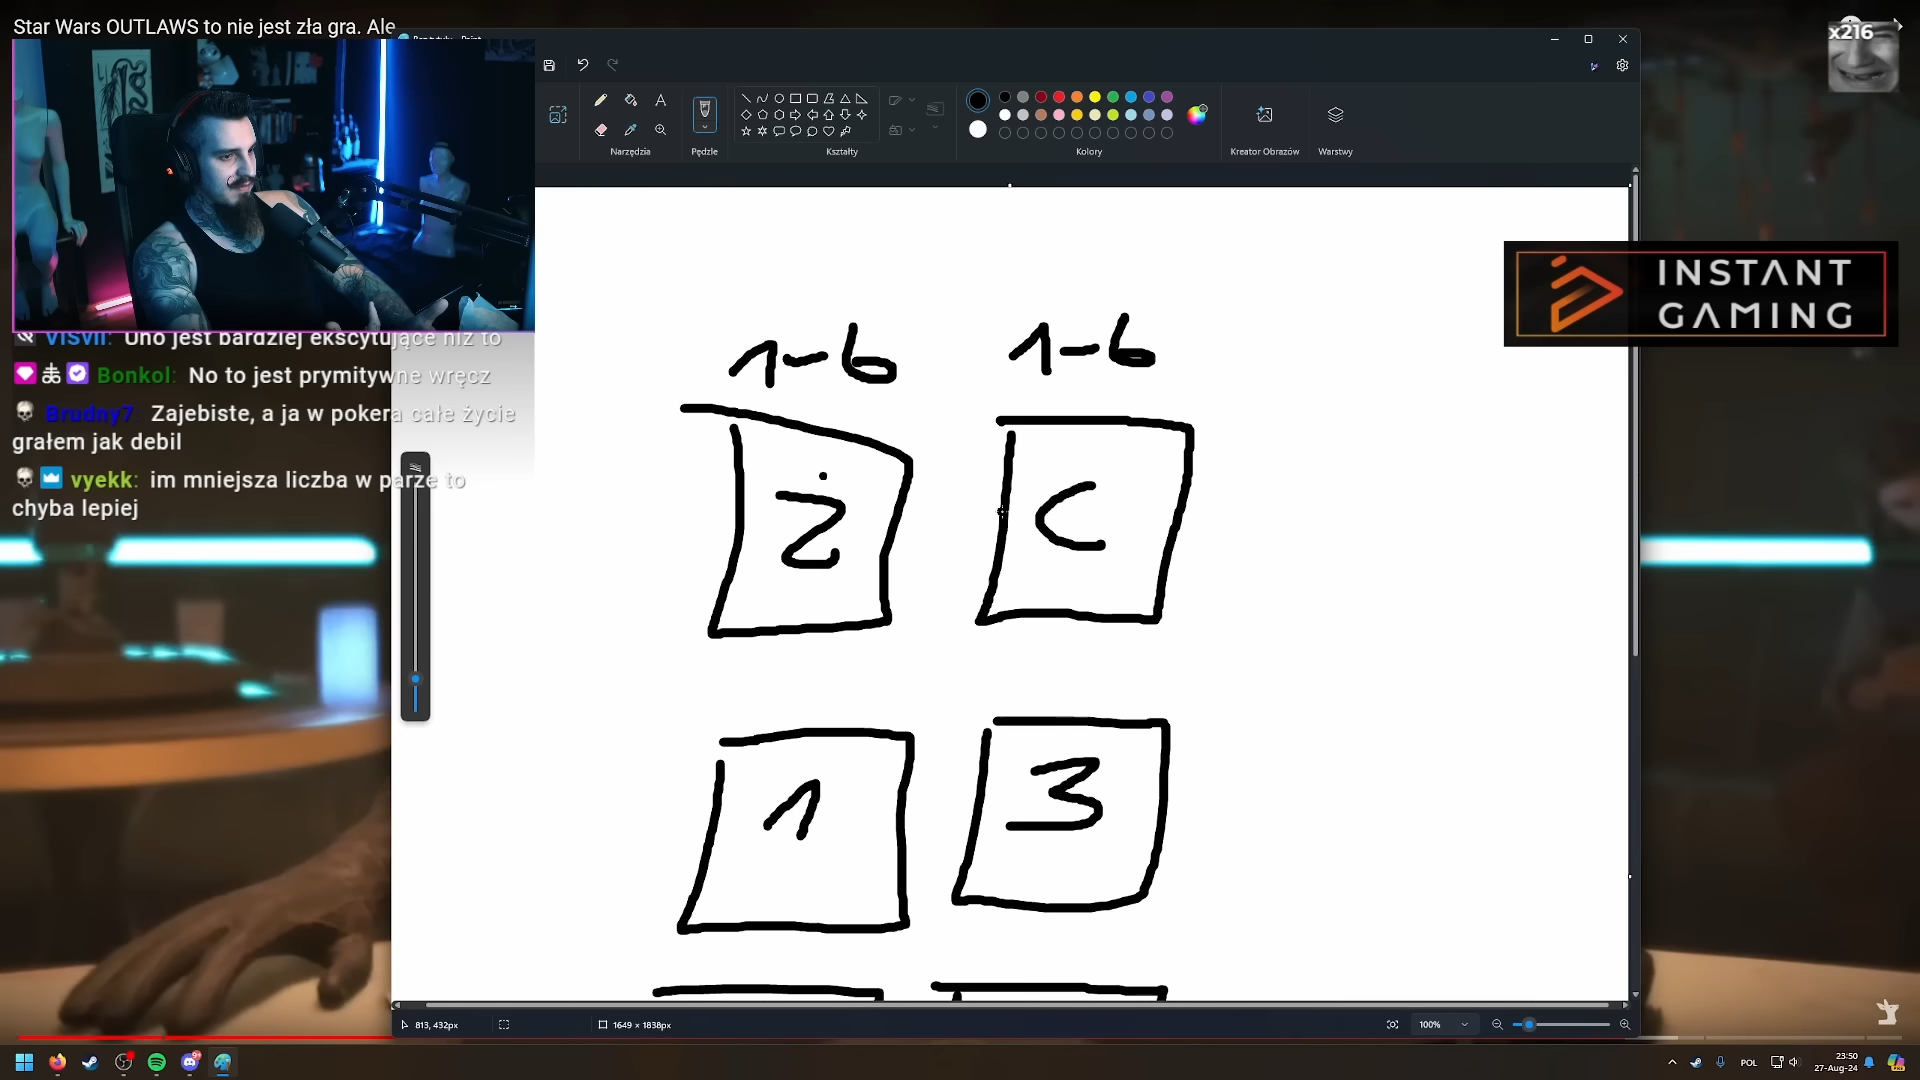 Star Wars OUTLAWS to nie jest zła gra. Ale
x216
Narzędzia
Pędzle
Kształty
Kolory
Kreator Obrazów
Warstwy
INSTANT
GAMING
VISVII: Uno jest bardziej ekscytujące niż to
Bonkol: No to jest prymitywne wręcz
Brudny7: Zajebiste, a ja w pokera całe życie
grałem jak debil
vyekk: im mniejsza liczba w parze to
chyba lepiej
1-6 1-6
Ż C
1 3
813, 432px
1649 × 1838px
100%
POL
23:50
27-Aug-24